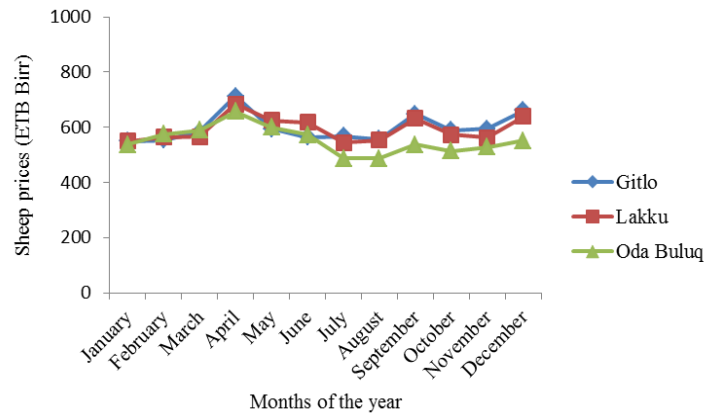 1000
800
600
400
200
0
Sheep prices (ETB Birr)
January
February
March
April
May
June
July
August
September
October
November
December
Months of the year
Gitlo
Lakku
Oda Buluq